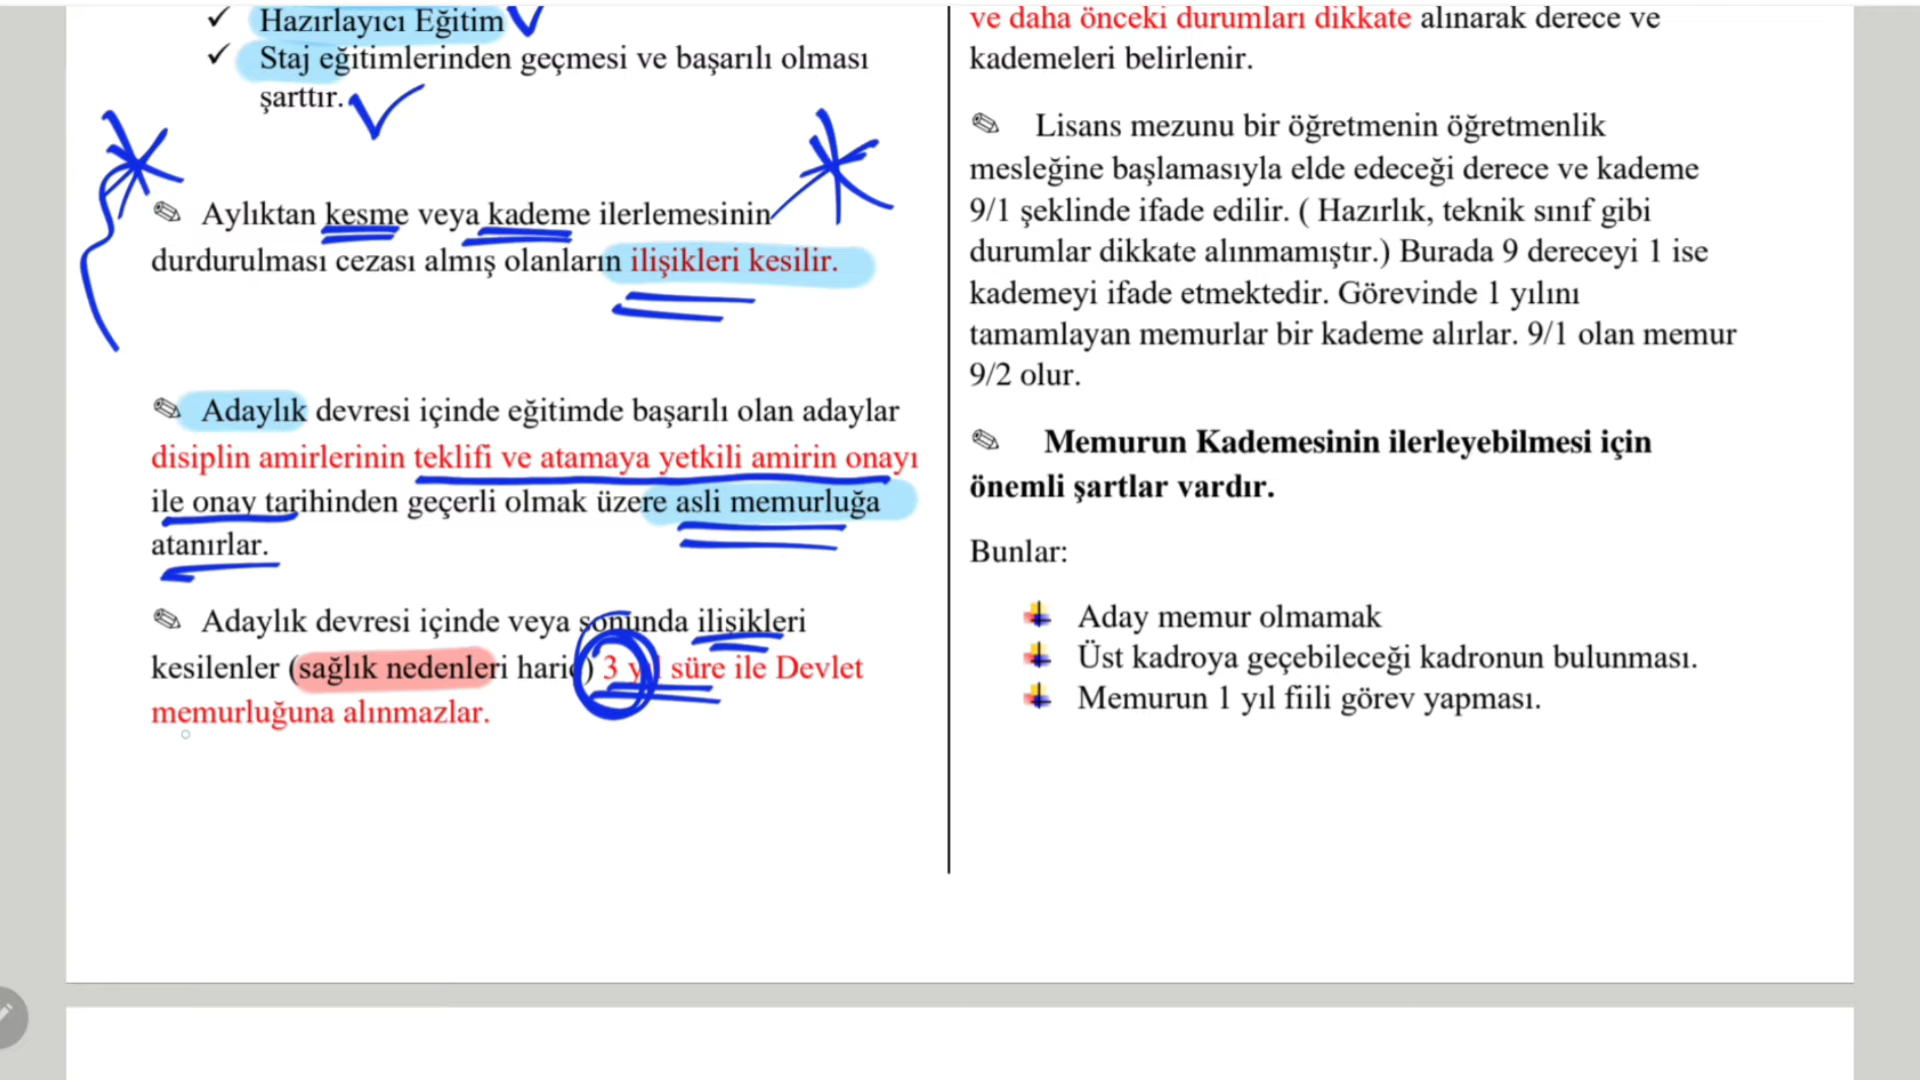 Hazırlayıcı Eğitim
Staj eğitimlerinden geçmesi ve başarılı olması
şarttır.
Aylıktan kesme veya kademe ilerlemesinin
durdurulması cezası almış olanların ilişikleri kesilir.
Adaylık devresi içinde eğitimde başarılı olan adaylar
disiplin amirlerinin teklifi ve atamaya yetkili amirin onayı
ile onay tarihinden geçerli olmak üzere asli memurluğa
atanırlar.
Adaylık devresi içinde veya sonunda ilişikleri
kesilenler (sağlık nedenleri hariç) 3 yıl süre ile Devlet
memurluğuna alınmazlar.
ve daha önceki durumları dikkate alınarak derece ve
kademeleri belirlenir.
Lisans mezunu bir öğretmenin öğretmenlik
mesleğine başlamasıyla elde edeceği derece ve kademe
9/1 şeklinde ifade edilir. ( Hazırlık, teknik sınıf gibi
durumlar dikkate alınmamıştır.) Burada 9 dereceyi 1 ise
kademeyi ifade etmektedir. Görevinde 1 yılını
tamamlayan memurlar bir kademe alırlar. 9/1 olan memur
9/2 olur.
Memurun Kademesinin ilerleyebilmesi için
önemli şartlar vardır.
Bunlar:
Aday memur olmamak
Üst kadroya geçebileceği kadronun bulunması.
Memurun 1 yıl fiili görev yapması.